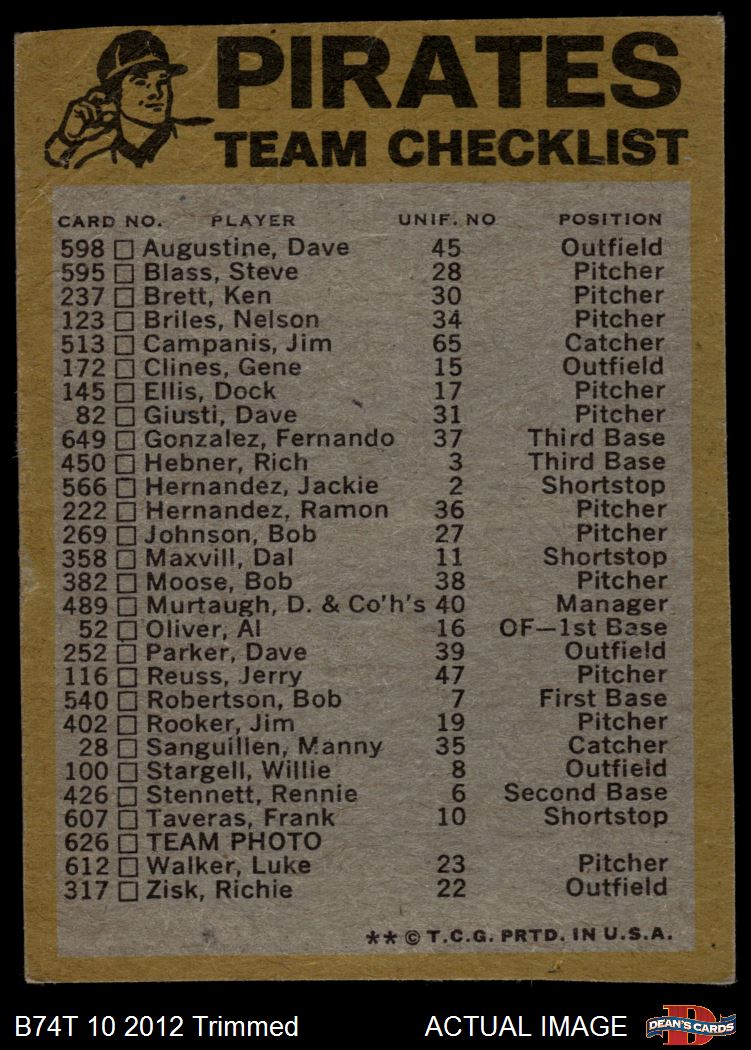 PIRATES
TEAM CHECKLIST
CARD NO. PLAYER UNIF. NO POSITION
598 Augustine, Dave 45 Outfield
595 Blass, Steve 28 Pitcher
237 Brett, Ken 30 Pitcher
123 Briles, Nelson 34 Pitcher
513 Campanis, Jim 65 Catcher
172 Clines, Gene 15 Outfield
145 Ellis, Dock 17 Pitcher
82 Giusti, Dave 31 Pitcher
649 Gonzalez, Fernando 37 Third Base
450 Hebner, Rich 3 Third Base
566 Hernandez, Jackie 2 Shortstop
222 Hernandez, Ramon 36 Pitcher
269 Johnson, Bob 27 Pitcher
358 Maxvill, Dal 11 Shortstop
382 Moose, Bob 38 Pitcher
489 Murtaugh, D. & Co'h's 40 Manager
52 Oliver, Al 16 OF—1st Base
252 Parker, Dave 39 Outfield
116 Reuss, Jerry 47 Pitcher
540 Robertson, Bob 7 First Base
402 Rooker, Jim 19 Pitcher
28 Sanguillen, Manny 35 Catcher
100 Stargell, Willie 8 Outfield
426 Stennett, Rennie 6 Second Base
607 Taveras, Frank 10 Shortstop
626 TEAM PHOTO
612 Walker, Luke 23 Pitcher
317 Zisk, Richie 22 Outfield
** © T.C.G. PRTD. IN U.S.A.
B74T 10 2012 Trimmed ACTUAL IMAGE DEAN'S CARDS